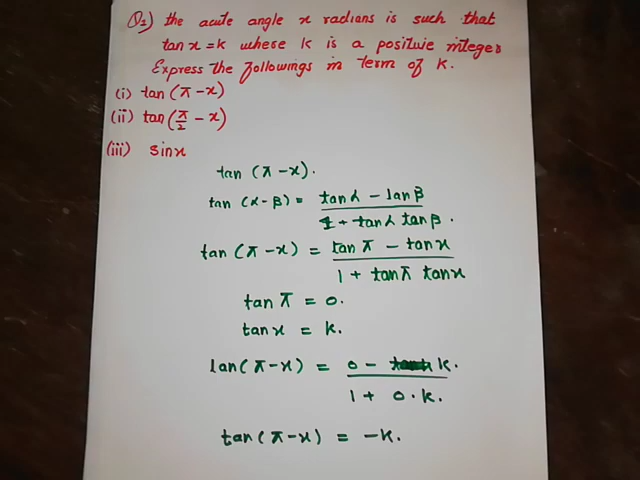 Q2) the acute angle x radians is such that
tan x = k where k is a positive integer
Express the followings in term of k.
(i) tan (π - x)
(ii) tan (π/2 - x)
(iii) sin x
tan (π - x).
tan (α - β) = (tan α - tan β) / (1 + tan α tan β).
tan (π - x) = (tan π - tan x) / (1 + tan π tan x)
tan π = 0.
tan x = k.
tan (π - x) = (0 - k.) / (1 + 0 · k.)
tan (π - x) = -k.